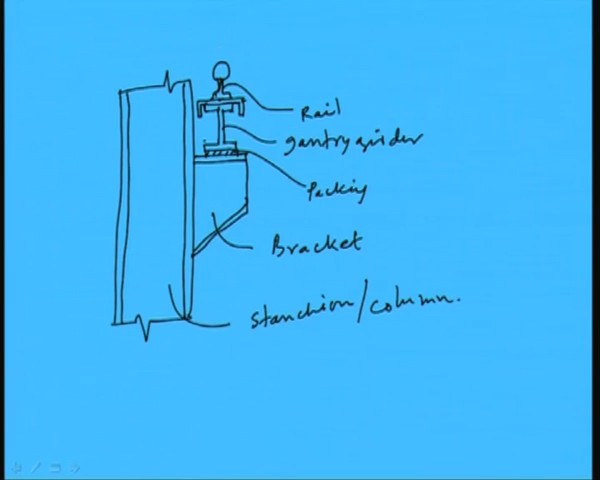 Rail
gantry girder
Packing
Bracket
Stanchion/column.